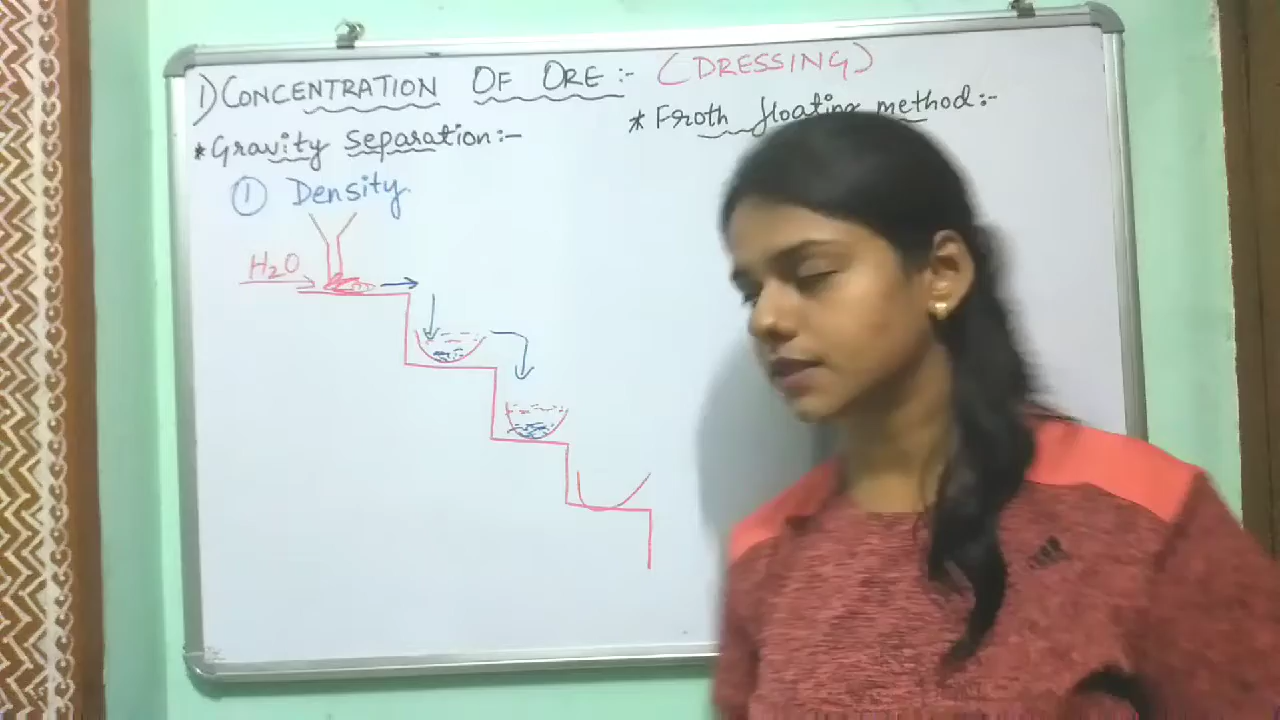 1) CONCENTRATION OF ORE :- (DRESSING)
* Gravity separation :-
① Density
H₂O
* Froth floating method :-